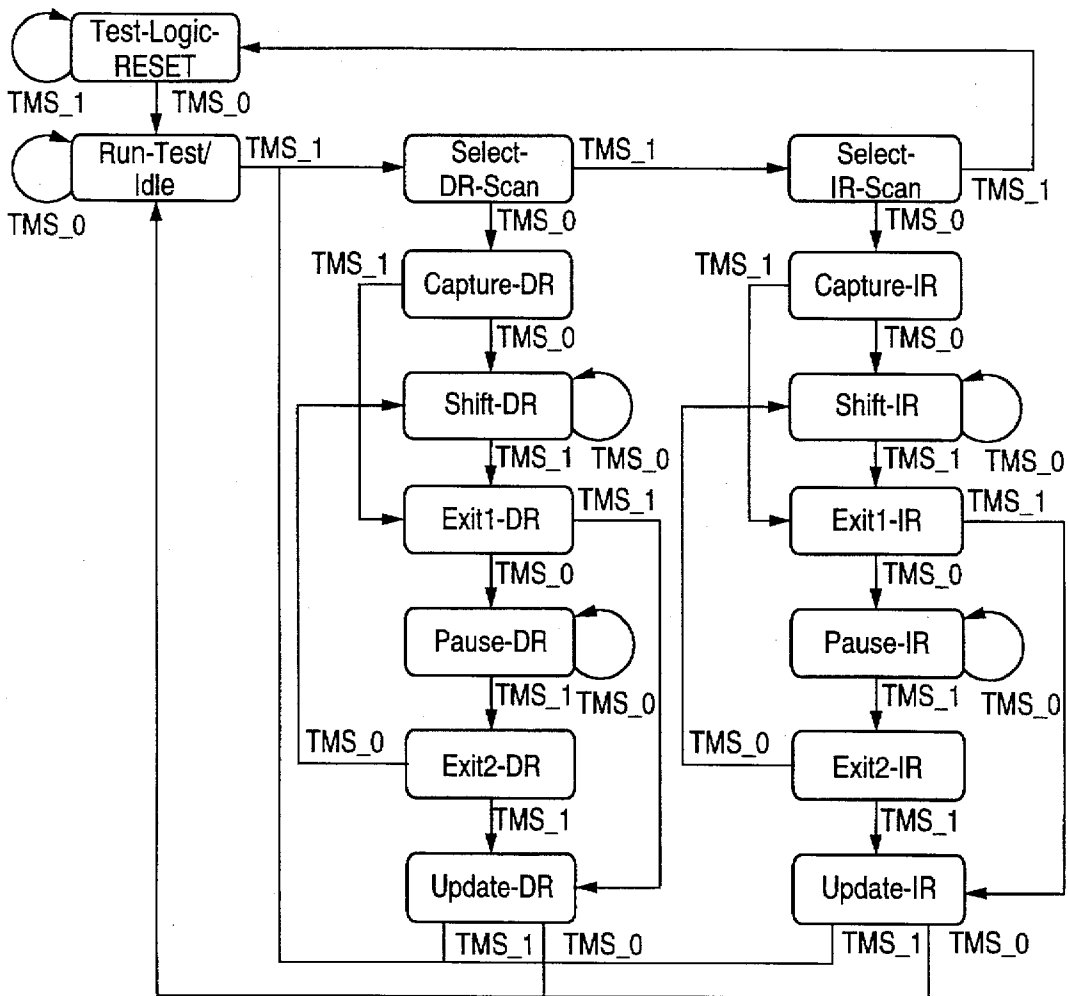 Test-Logic-
RESET
TMS_1
TMS_0
Run-Test/
Idle
TMS_1
TMS_0
Select-
DR-Scan
TMS_1
TMS_0
Select-
IR-Scan
TMS_1
TMS_0
TMS_1
Capture-DR
TMS_0
TMS_1
Capture-IR
TMS_0
Shift-DR
TMS_1
TMS_0
Shift-IR
TMS_1
TMS_0
Exit1-DR
TMS_1
TMS_0
Exit1-IR
TMS_1
TMS_0
Pause-DR
TMS_1
TMS_0
Pause-IR
TMS_1
TMS_0
TMS_0
Exit2-DR
TMS_1
TMS_0
Exit2-IR
TMS_1
Update-DR
TMS_1
TMS_0
Update-IR
TMS_1
TMS_0